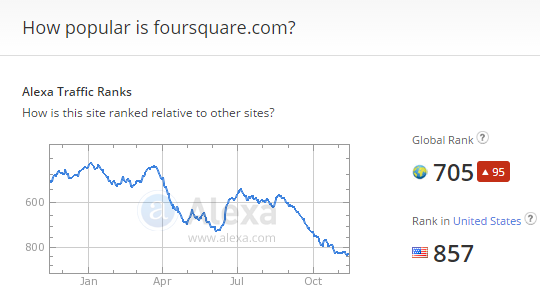 How popular is foursquare.com?
Alexa Traffic Ranks
How is this site ranked relative to other sites?
Global Rank ?
705 ▲ 95
Rank in United States ?
857
600
800
Alexa
www.alexa.com
Jan Apr Jul Oct